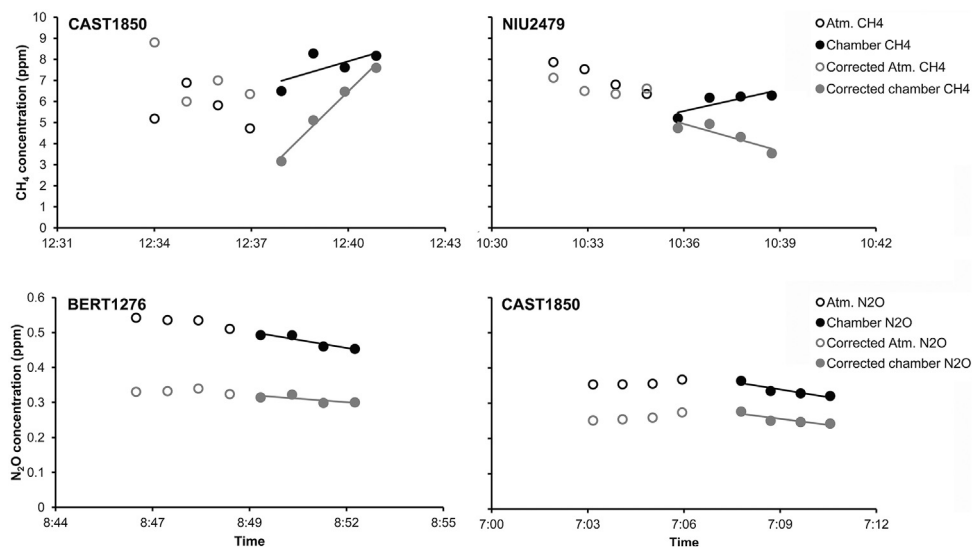 CAST1850
CH4 concentration (ppm)
10
9
8
7
6
5
4
3
2
1
0
12:31 12:34 12:37 12:40 12:43
NIU2479
10:30 10:33 10:36 10:39 10:42
Atm. CH4
Chamber CH4
Corrected Atm. CH4
Corrected chamber CH4
BERT1276
N2O concentration (ppm)
0.6
0.5
0.4
0.3
0.2
0.1
0
8:44 8:47 8:49 8:52 8:55
Time
CAST1850
7:00 7:03 7:06 7:09 7:12
Time
Atm. N2O
Chamber N2O
Corrected Atm. N2O
Corrected chamber N2O